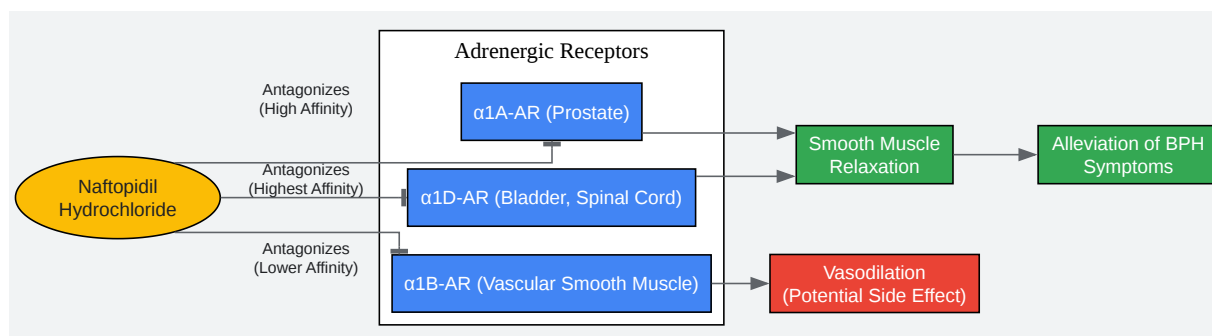 Adrenergic Receptors
Antagonizes
(High Affinity)
α1A-AR (Prostate)
Smooth Muscle
Relaxation
Alleviation of BPH
Symptoms
Naftopidil
Hydrochloride
Antagonizes
(Highest Affinity)
α1D-AR (Bladder, Spinal Cord)
Antagonizes
(Lower Affinity)
α1B-AR (Vascular Smooth Muscle)
Vasodilation
(Potential Side Effect)